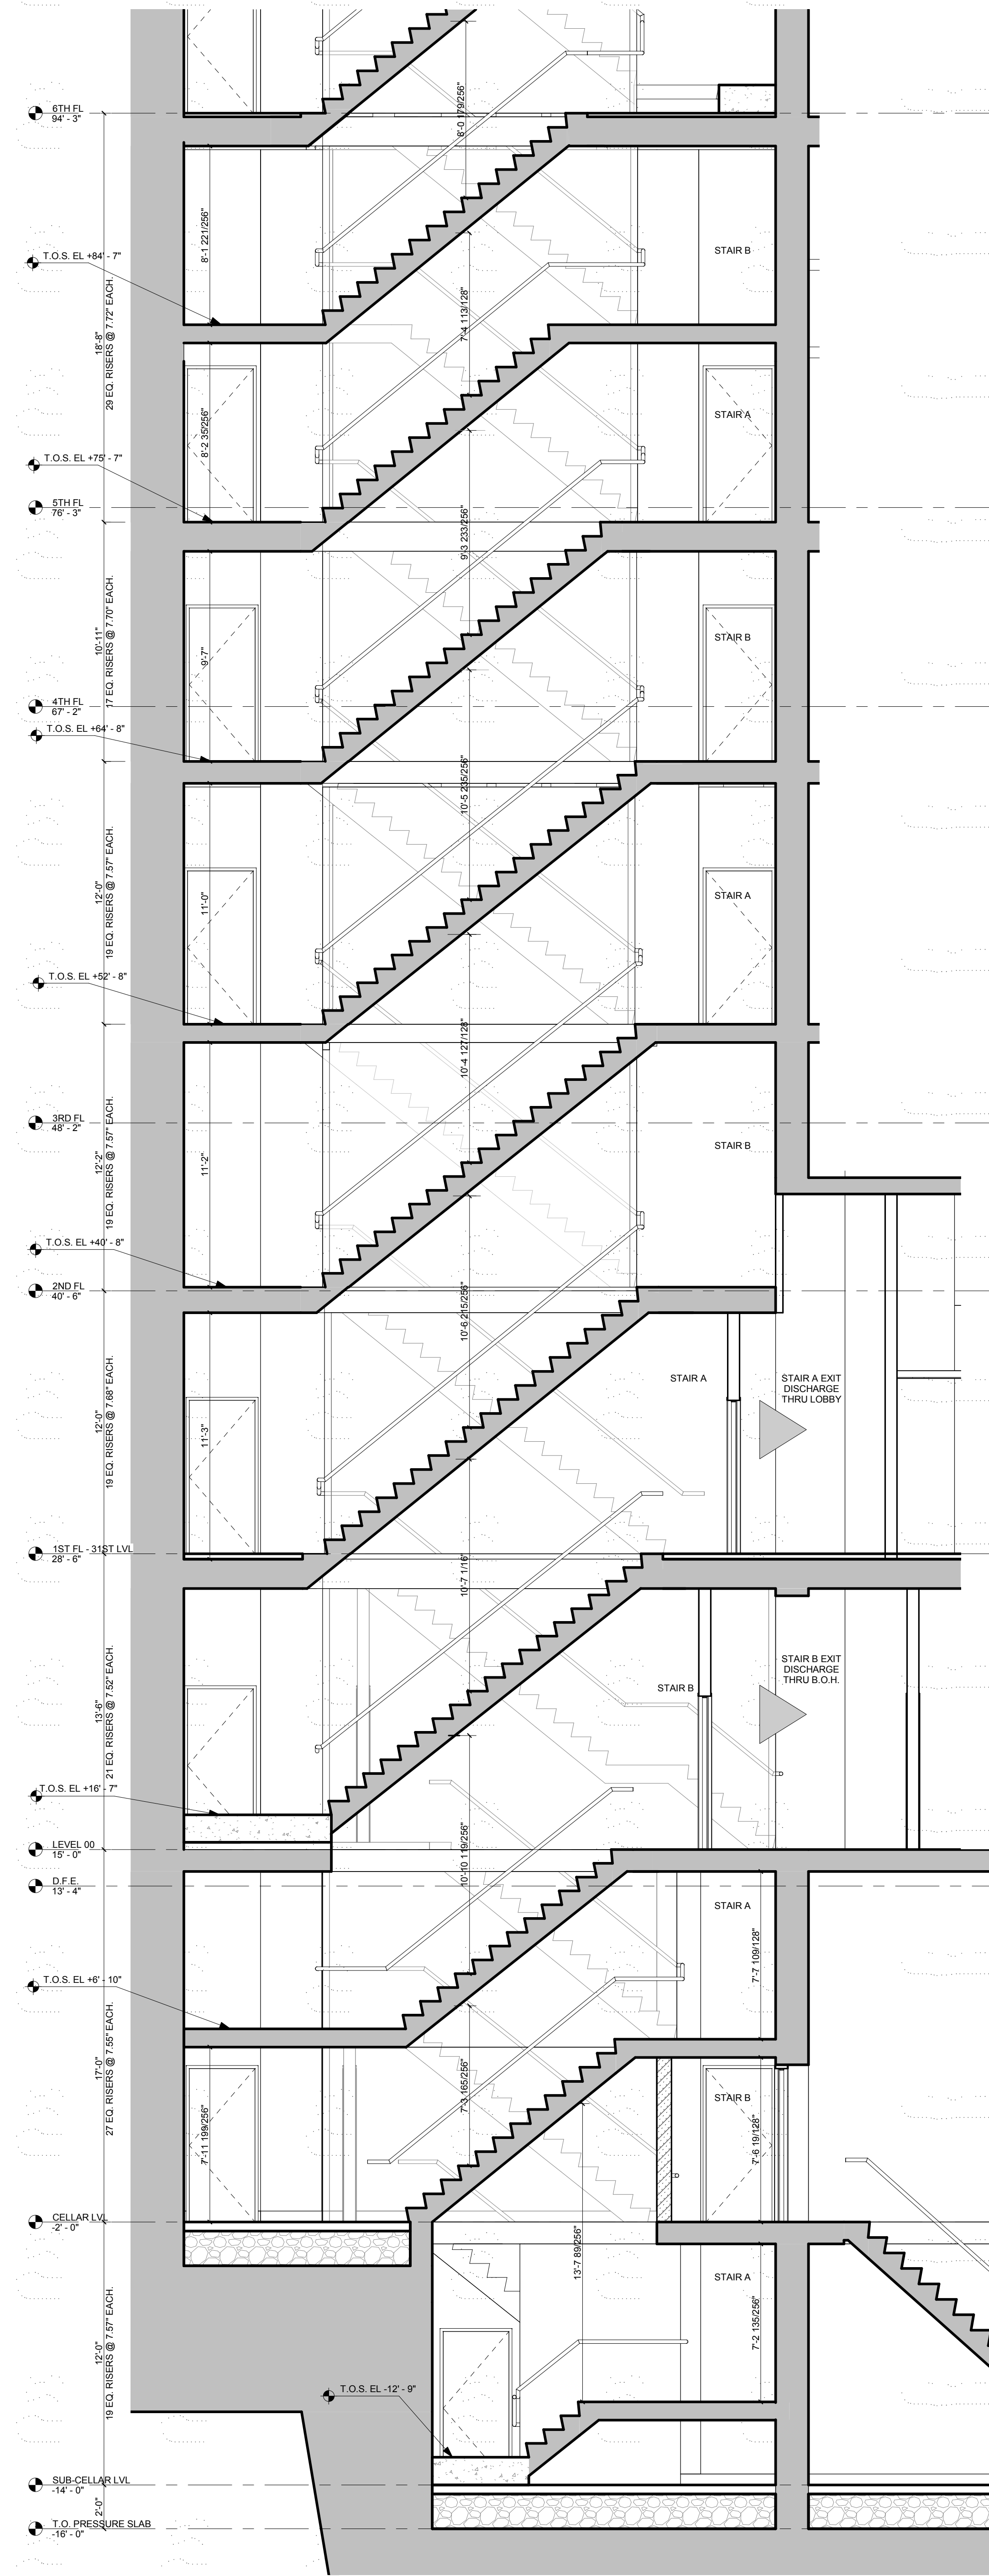 6TH FL
94' - 3"
8'-0 179/256"
8'-1 221/256"
STAIR B
T.O.S. EL +84' - 7"
7'-4 113/128"
18'-8"
29 EQ. RISERS @ 7.72" EACH.
8'-2 35/256"
STAIR A
T.O.S. EL +75' - 7"
5TH FL
76' - 3"
9'-3 233/256"
10'-11"
17 EQ. RISERS @ 7.70" EACH.
9'-7"
STAIR B
4TH FL
67' - 2"
T.O.S. EL +64' - 8"
10'-5 235/256"
12'-0"
19 EQ. RISERS @ 7.57" EACH.
11'-0"
STAIR A
T.O.S. EL +52' - 8"
10'-4 127/128"
3RD FL
48' - 2"
12'-2"
19 EQ. RISERS @ 7.57" EACH.
11'-2"
STAIR B
T.O.S. EL +40' - 8"
2ND FL
40' - 6"
10'-6 215/256"
STAIR A
STAIR A EXIT
DISCHARGE
THRU LOBBY
12'-0"
19 EQ. RISERS @ 7.68" EACH.
11'-3"
1ST FL - 31ST LVL
28' - 6"
10'-7 1/16"
STAIR B EXIT
DISCHARGE
THRU B.O.H.
STAIR B
13'-6"
21 EQ. RISERS @ 7.52" EACH.
T.O.S. EL +16' - 7"
LEVEL 00
15' - 0"
10'-10 119/256"
D.F.E.
13' - 4"
STAIR A
7'-7 109/128"
T.O.S. EL +6' - 10"
17'-0"
27 EQ. RISERS @ 7.55" EACH.
7'-3 165/256"
7'-11 199/256"
STAIR B
7'-6 19/128"
CELLAR LVL
-2' - 0"
13'-7 89/256"
STAIR A
7'-2 135/256"
12'-0"
19 EQ. RISERS @ 7.57" EACH.
T.O.S. EL -12' - 9"
SUB-CELLAR LVL
-14' - 0"
2'-0"
T.O. PRESSURE SLAB
-16' - 0"